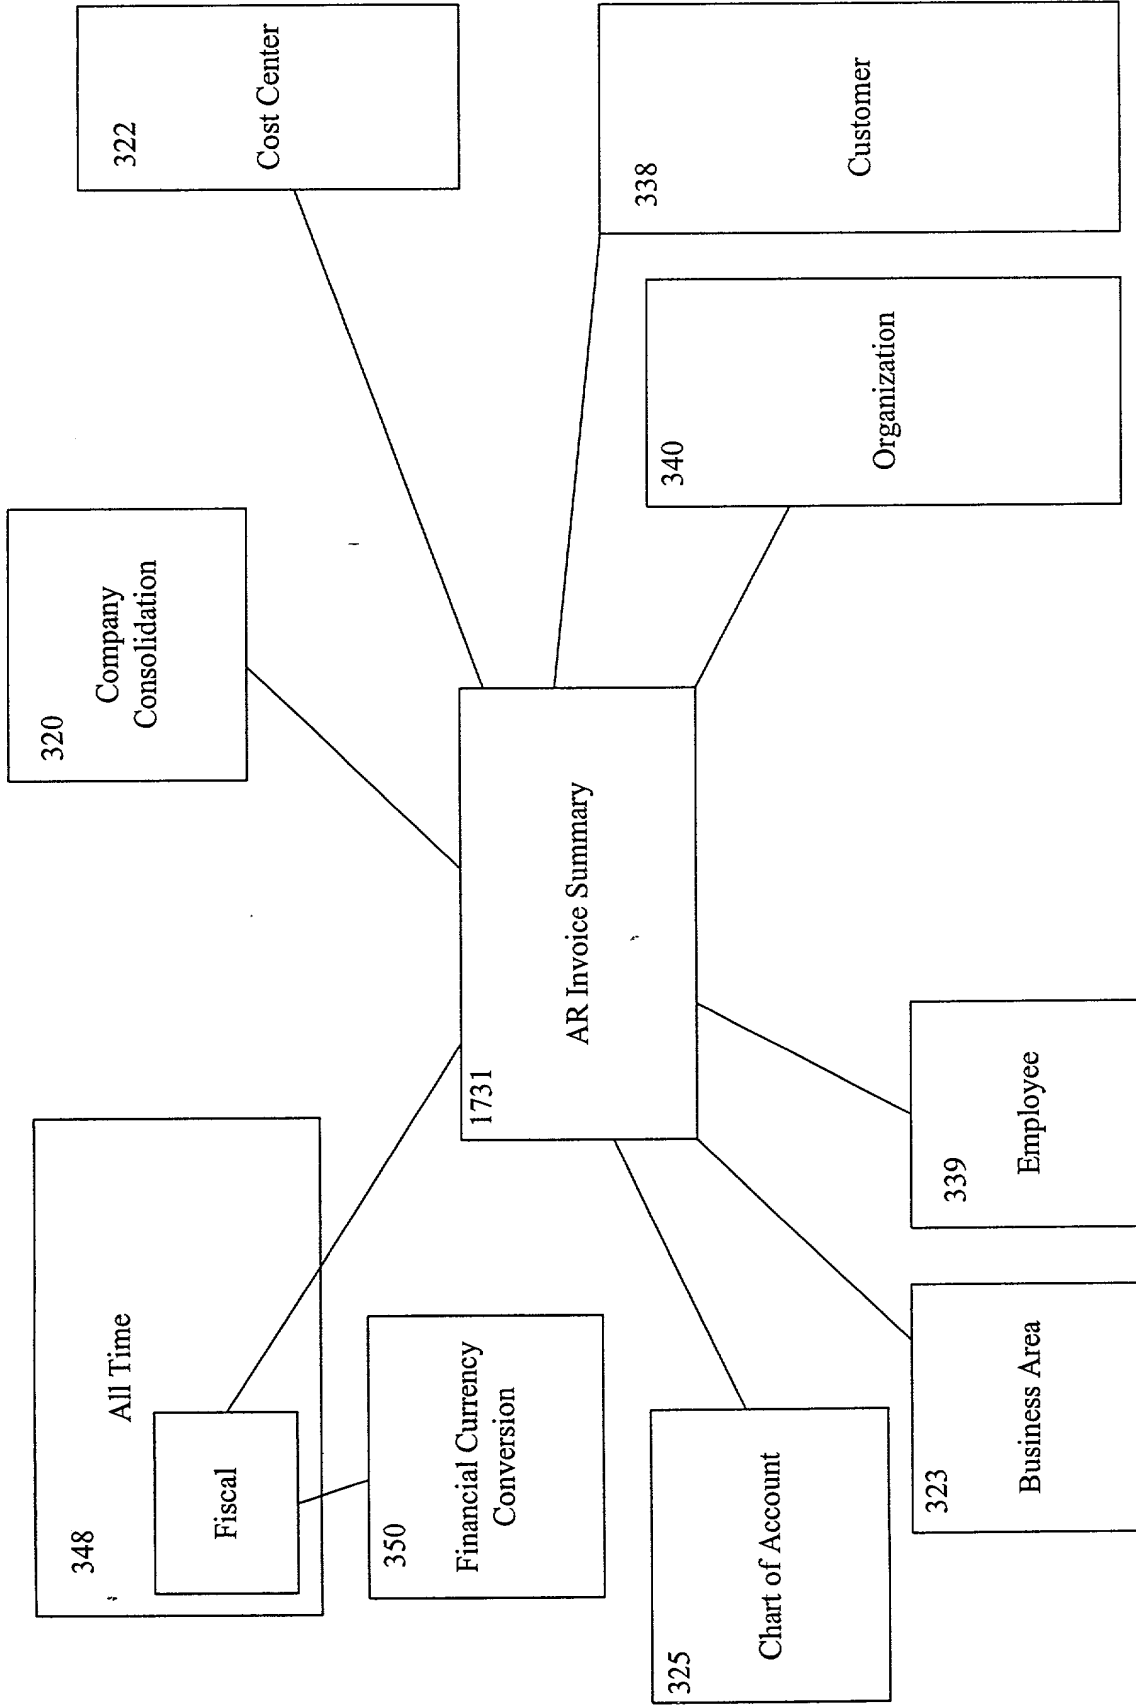 348
All Time
Fiscal
350
Financial Currency
Conversion
325
Chart of Account
323
Business Area
339
Employee
1731
AR Invoice Summary
320
Company
Consolidation
322
Cost Center
338
Customer
340
Organization